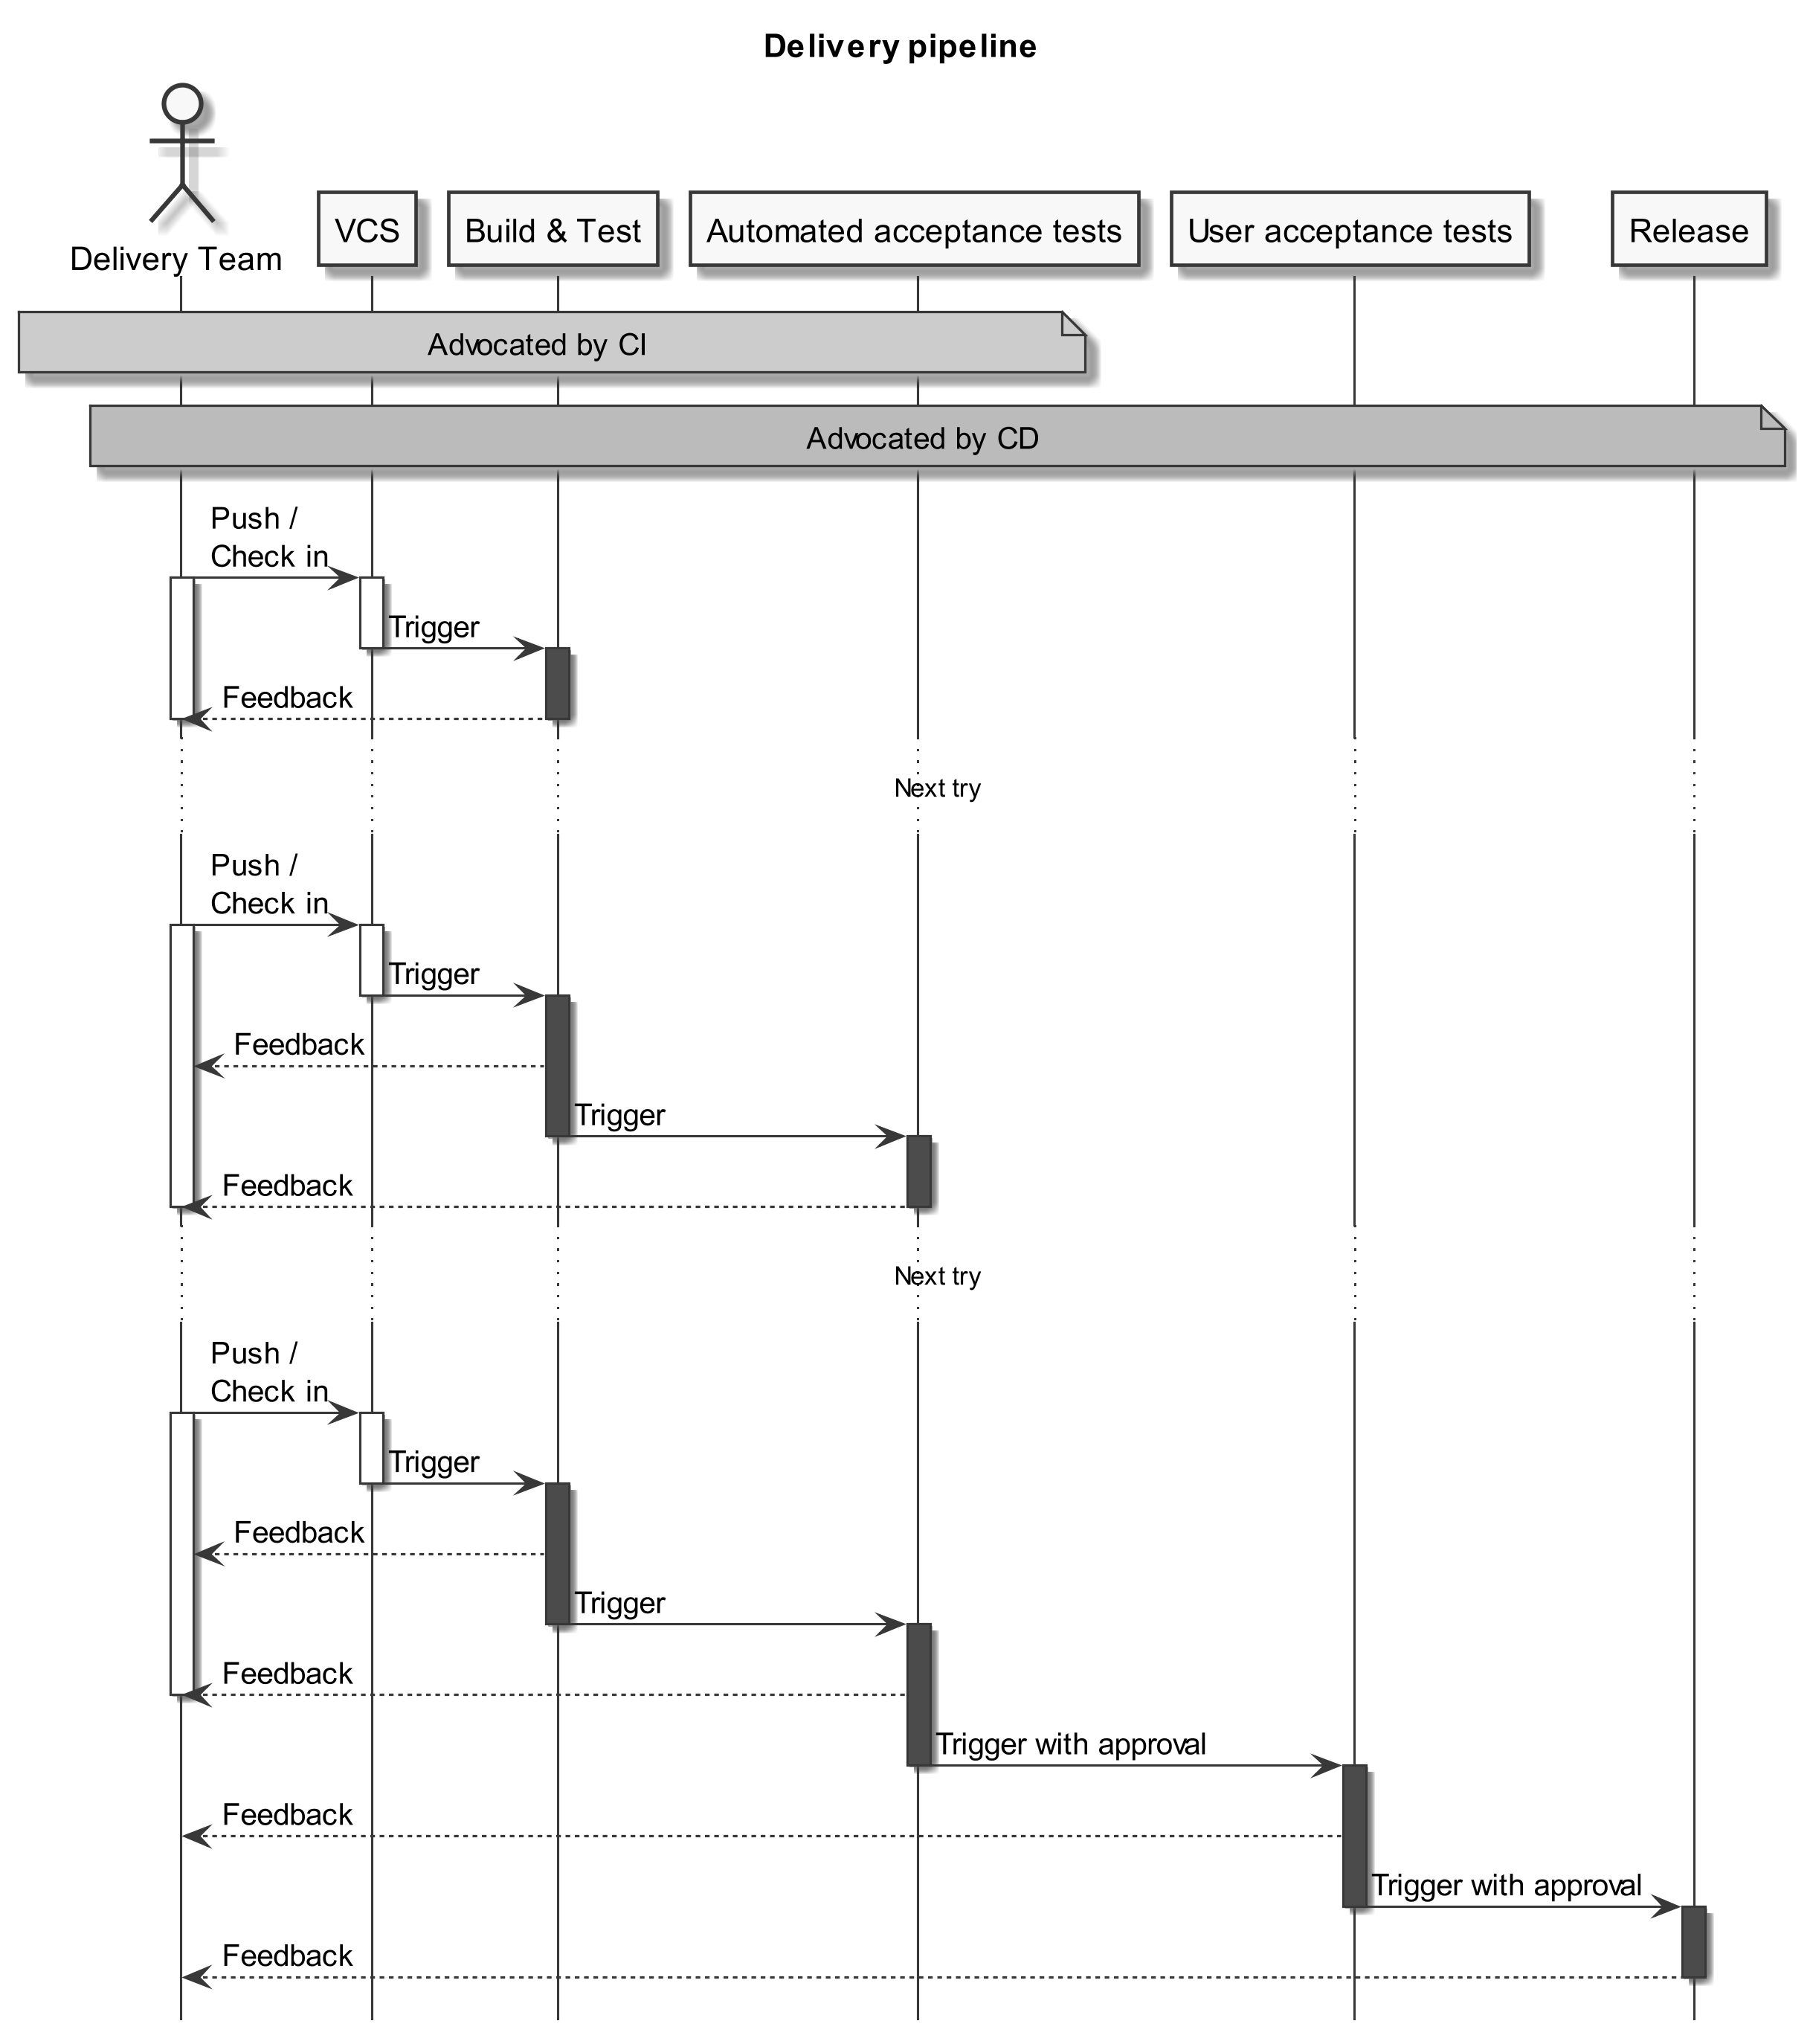 Delivery pipeline
Delivery Team
VCS
Build & Test
Automated acceptance tests
User acceptance tests
Release
Advocated by CI
Advocated by CD
Push /
Check in
Trigger
Feedback
Next try
Push /
Check in
Trigger
Feedback
Trigger
Feedback
Next try
Push /
Check in
Trigger
Feedback
Trigger
Feedback
Trigger with approval
Feedback
Trigger with approval
Feedback